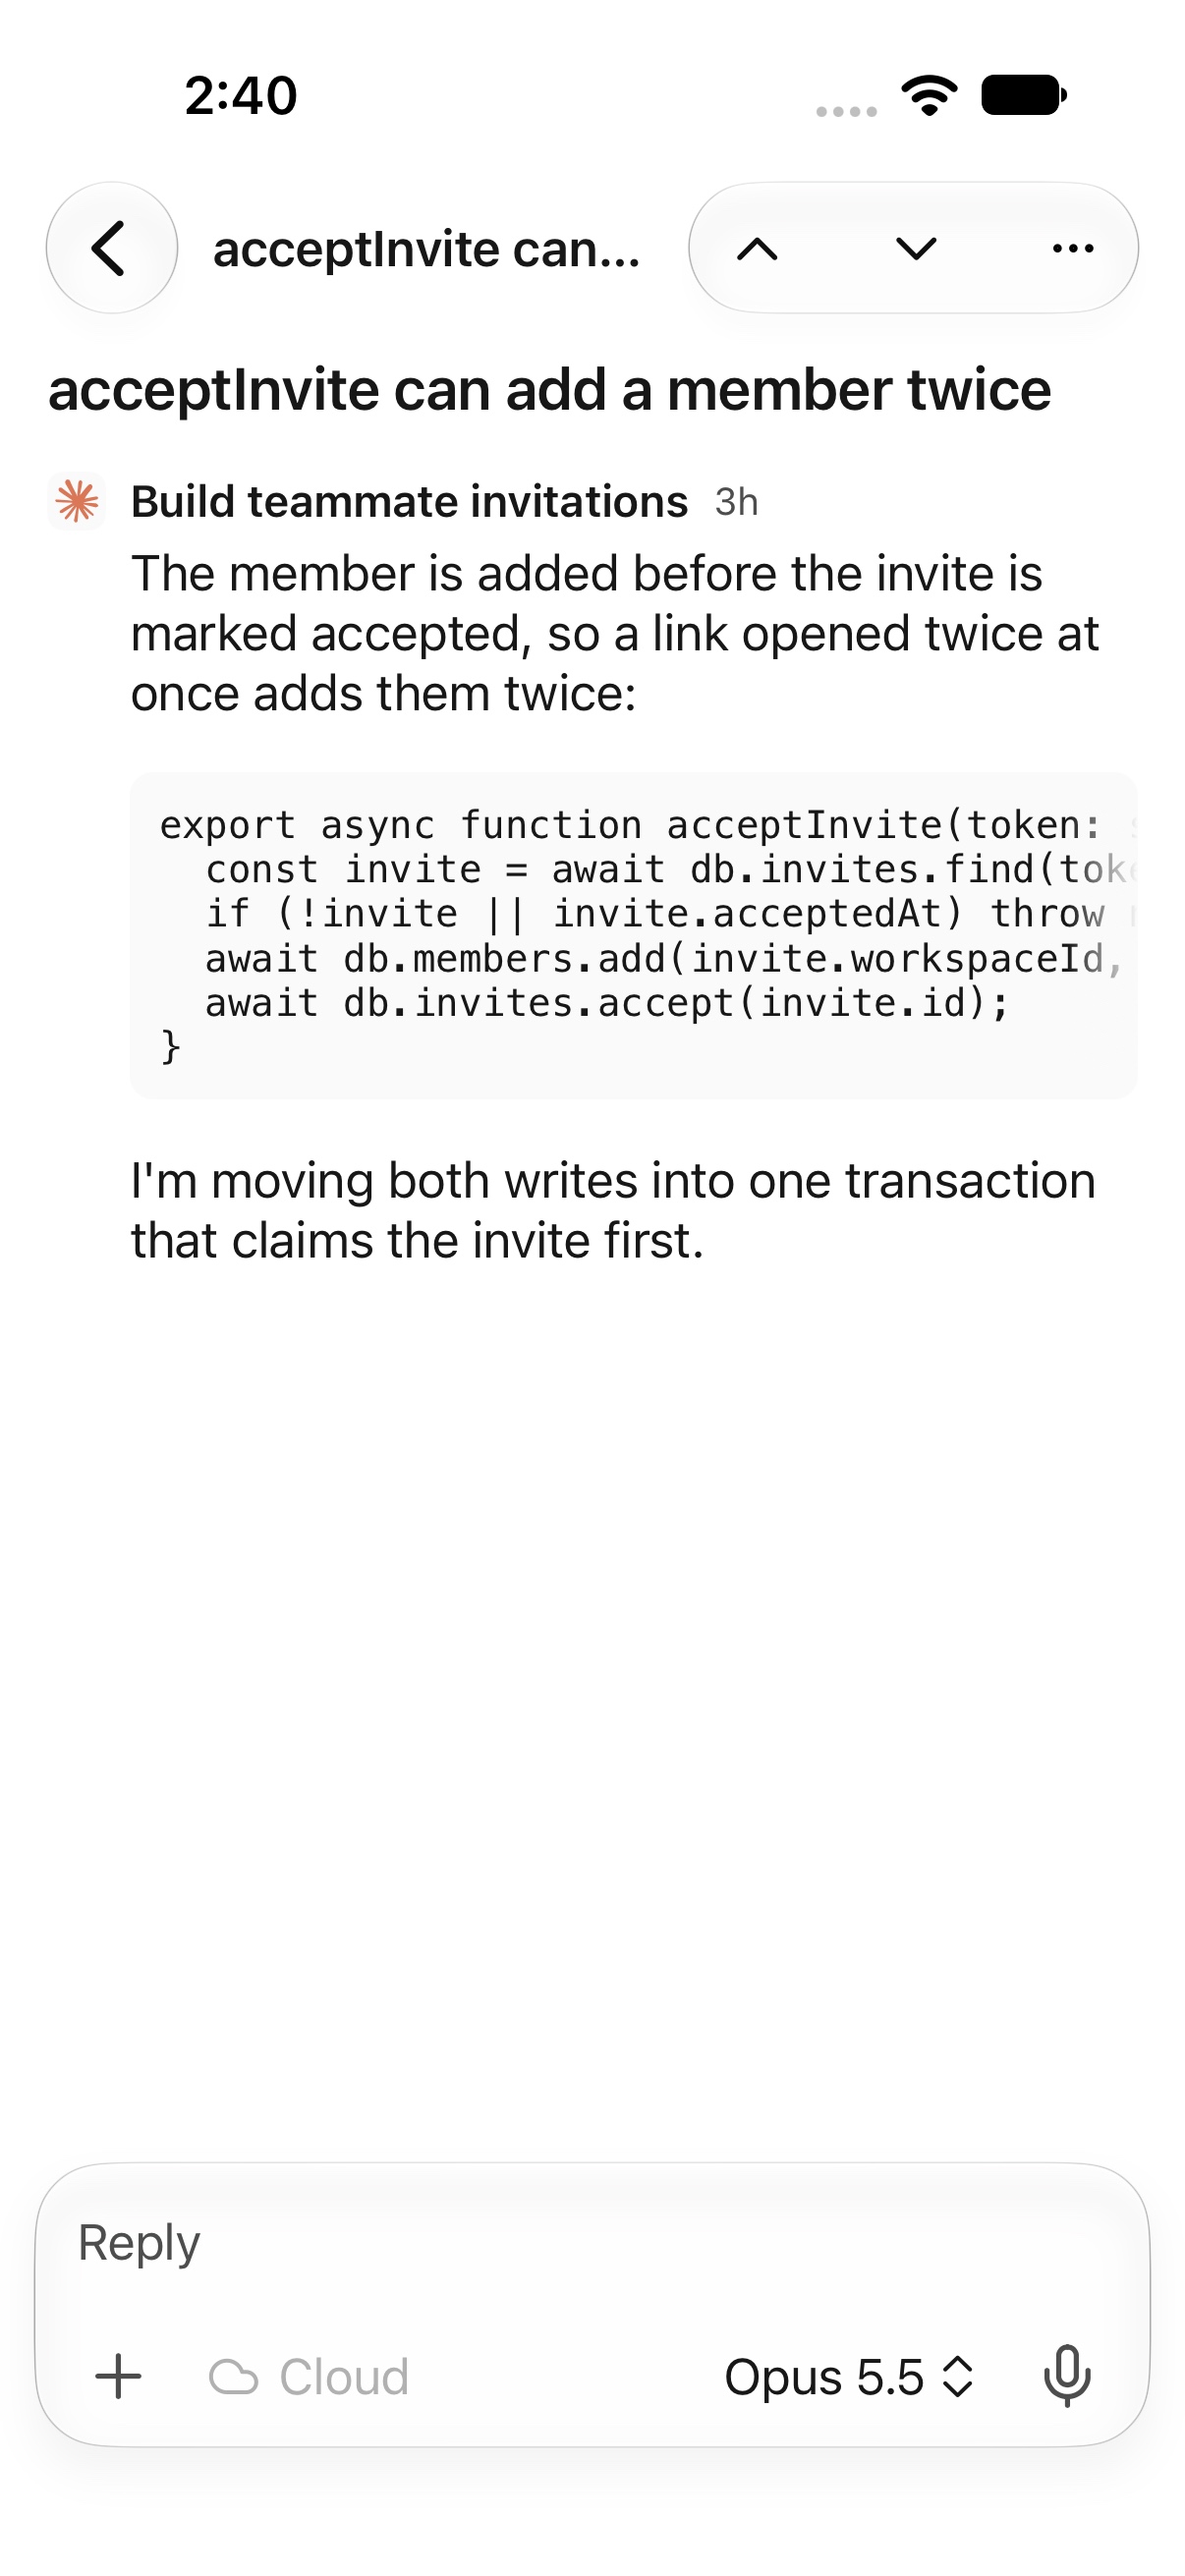 2:40
acceptInvite can...
acceptInvite can add a member twice
Build teammate invitations 3h
The member is added before the invite is
marked accepted, so a link opened twice at
once adds them twice:
export async function acceptInvite(token:
const invite = await db.invites.find(toke
if (!invite || invite.acceptedAt) throw
await db.members.add(invite.workspaceId,
await db.invites.accept(invite.id);
}
I'm moving both writes into one transaction
that claims the invite first.
Reply
Cloud
Opus 5.5